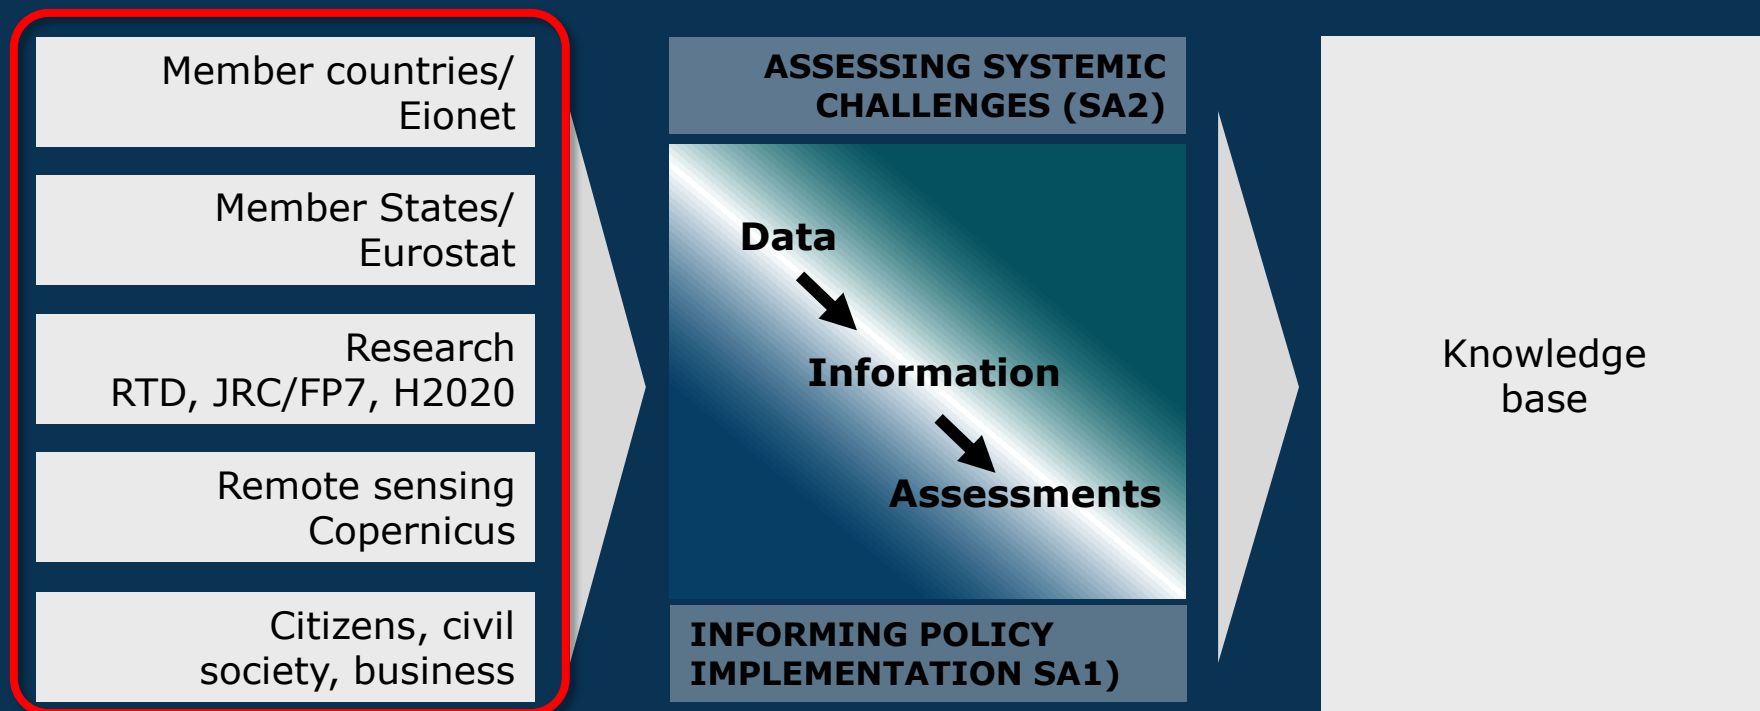 Member countries/
Eionet
Member States/
Eurostat
Research
RTD, JRC/FP7, H2020
Remote sensing
Copernicus
Citizens, civil
society, business
ASSESSING SYSTEMIC
CHALLENGES (SA2)
Data
Information
Assessments
INFORMING POLICY
IMPLEMENTATION SA1)
Knowledge
base